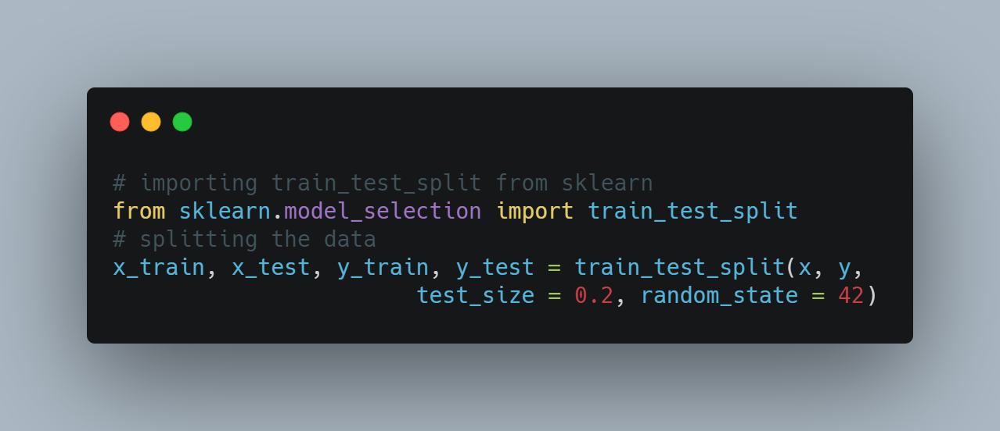 # importing train_test_split from sklearn
from sklearn.model_selection import train_test_split
# splitting the data
x_train, x_test, y_train, y_test = train_test_split(x, y,
                       test_size = 0.2, random_state = 42)